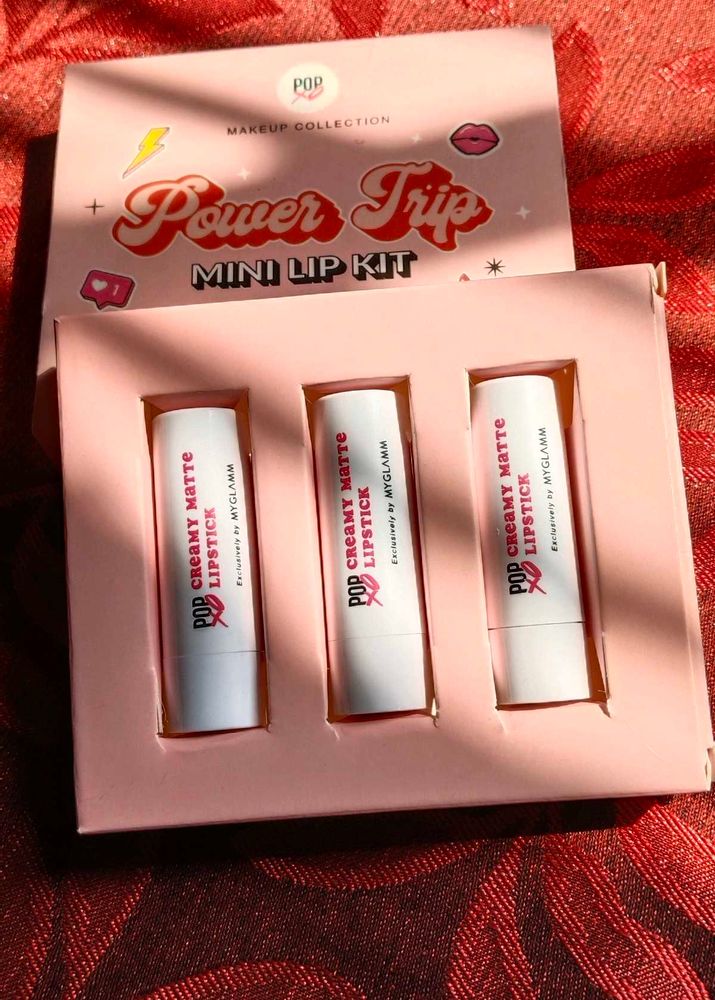 POP
xo
MAKEUP COLLECTION
Power Trip
MINI LIP KIT
1
POP
xo
CREAMY MATTE
LIPSTICK
Exclusively by MYGLAMM
POP
xo
CREAMY MATTE
LIPSTICK
Exclusively by MYGLAMM
POP
xo
CREAMY MATTE
LIPSTICK
Exclusively by MYGLAMM